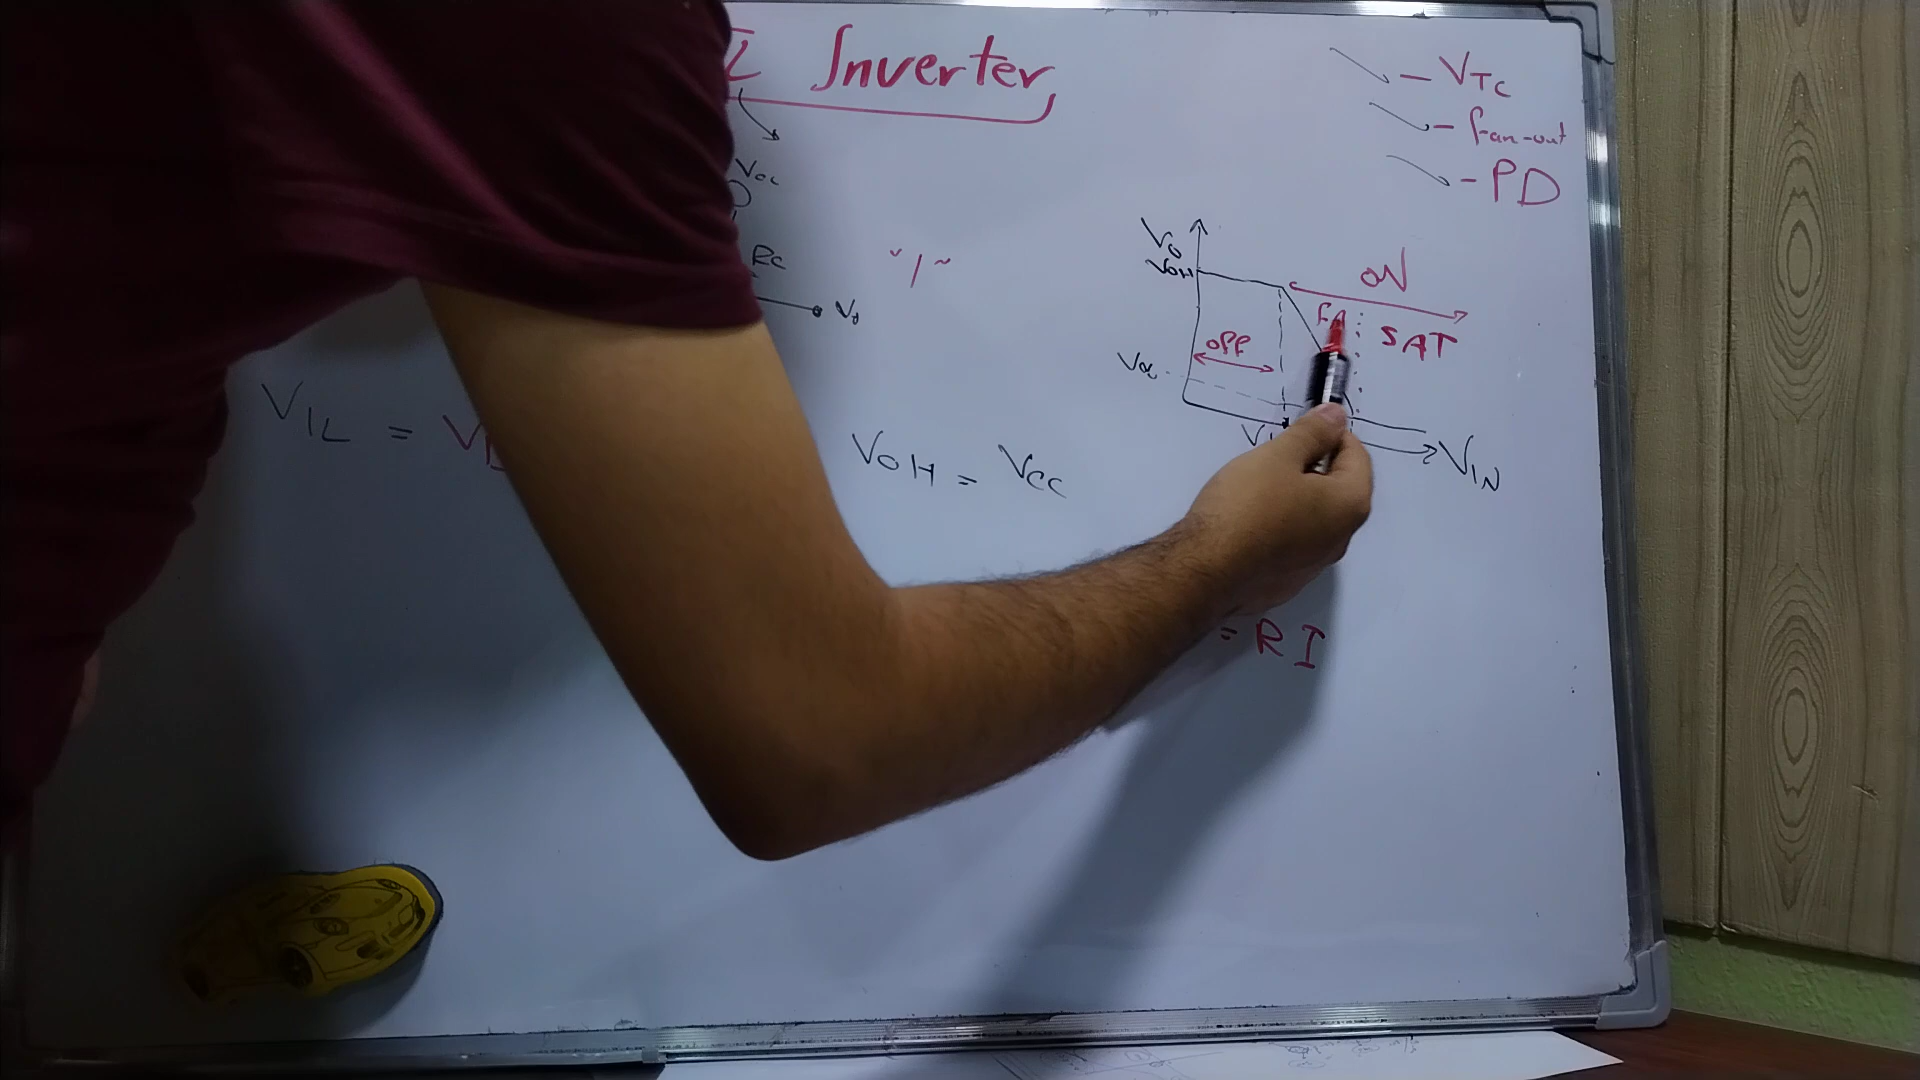 Inverter
- VTC
- fan-out
- PD
VCC
RC
"1"
Vo
Vo
VOH
ON
FA
SAT
OFF
VOL
VIN
VIL =
VOH = VCC
= RI